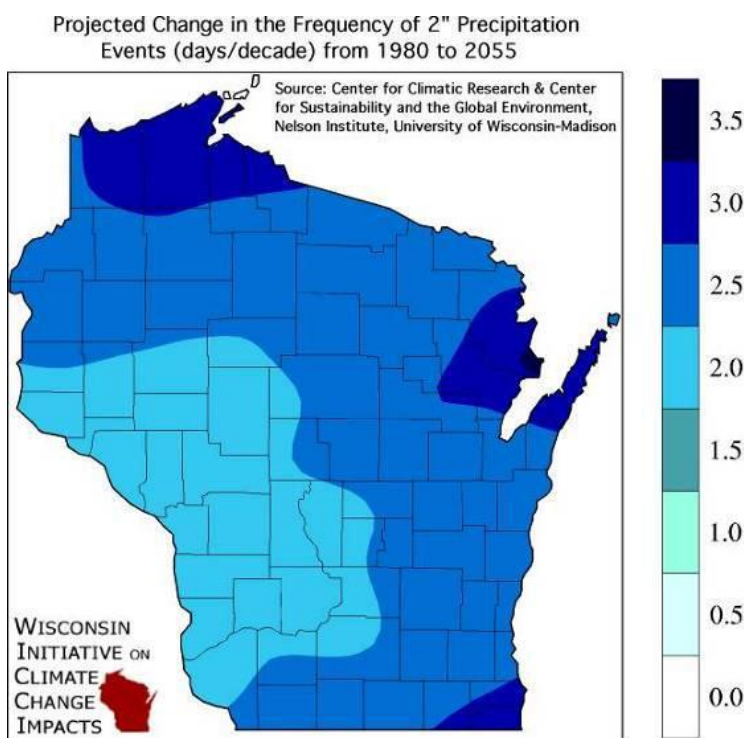 Projected Change in the Frequency of 2" Precipitation
Events (days/decade) from 1980 to 2055
Source: Center for Climatic Research & Center
for Sustainability and the Global Environment,
Nelson Institute, University of Wisconsin-Madison
3.5
3.0
2.5
2.0
1.5
1.0
0.5
0.0
WISCONSIN
INITIATIVE ON
CLIMATE
CHANGE
IMPACTS